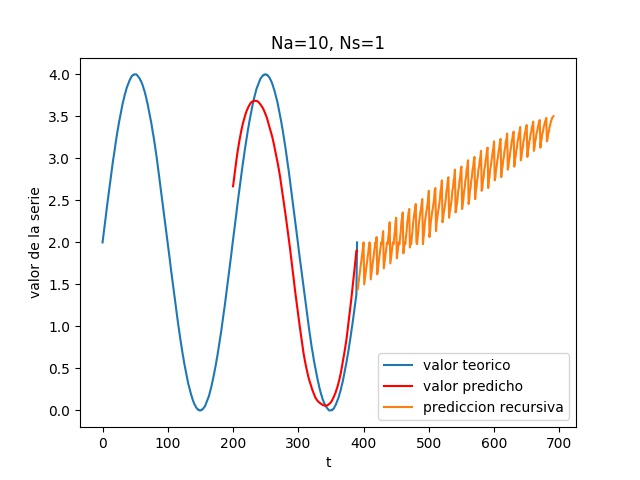 Na=10, Ns=1
valor de la serie
4.0
3.5
3.0
2.5
2.0
1.5
1.0
0.5
0.0
valor teorico
valor predicho
prediccion recursiva
0 100 200 300 400 500 600 700
t